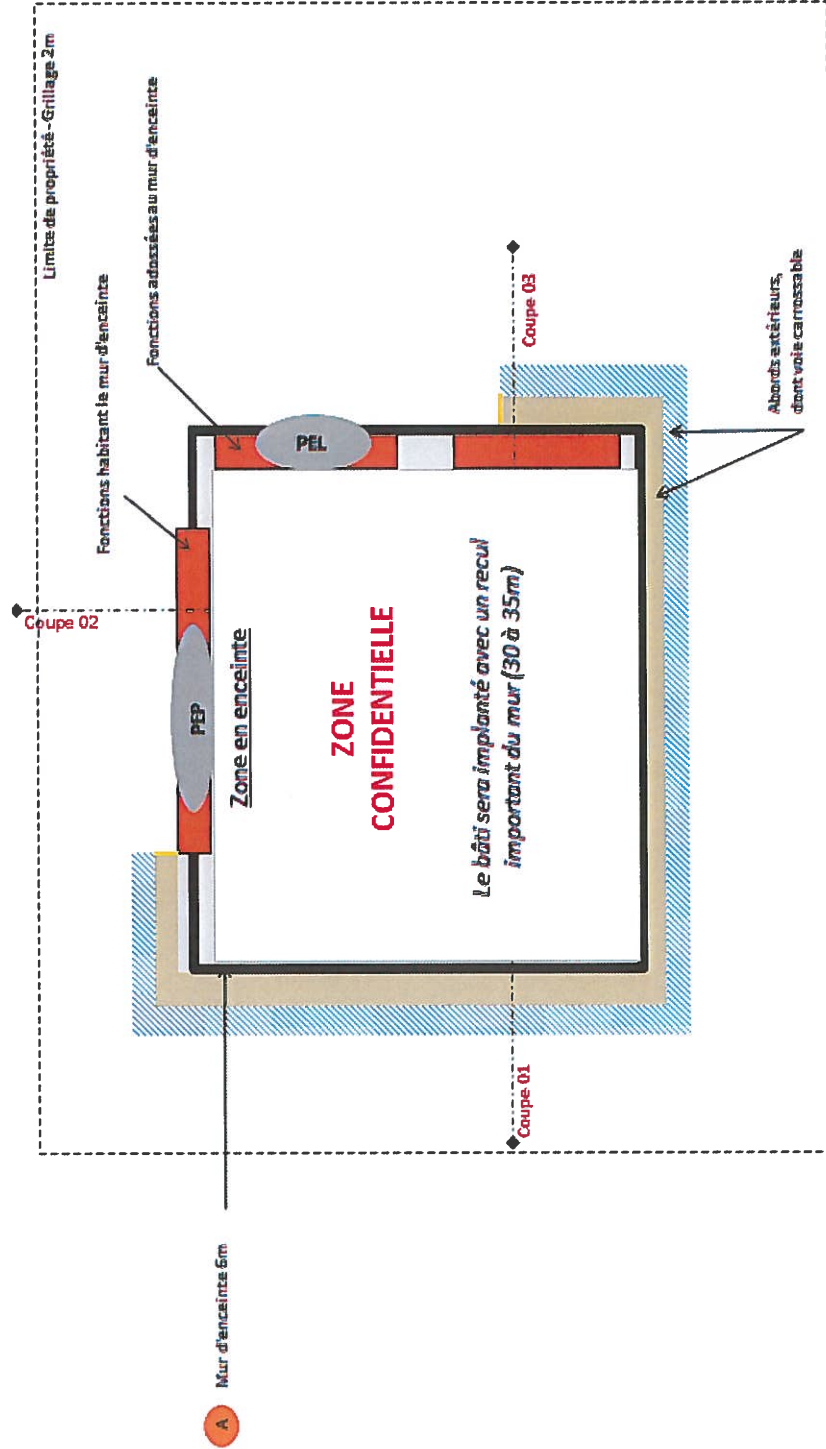 Limite de propriété - Grillage 2m
Fonctions habitant le mur d'enceinte
Fonctions adossées au mur d'enceinte
Coupe 02
PEP
PEL
Zone en enceinte
ZONE
CONFIDENTIELLE
Le bâti sera implanté avec un recul
important du mur (30 à 35m)
Coupe 01
Coupe 03
Abords extérieurs,
dont voie carrossable
A
Mur d'enceinte 6m